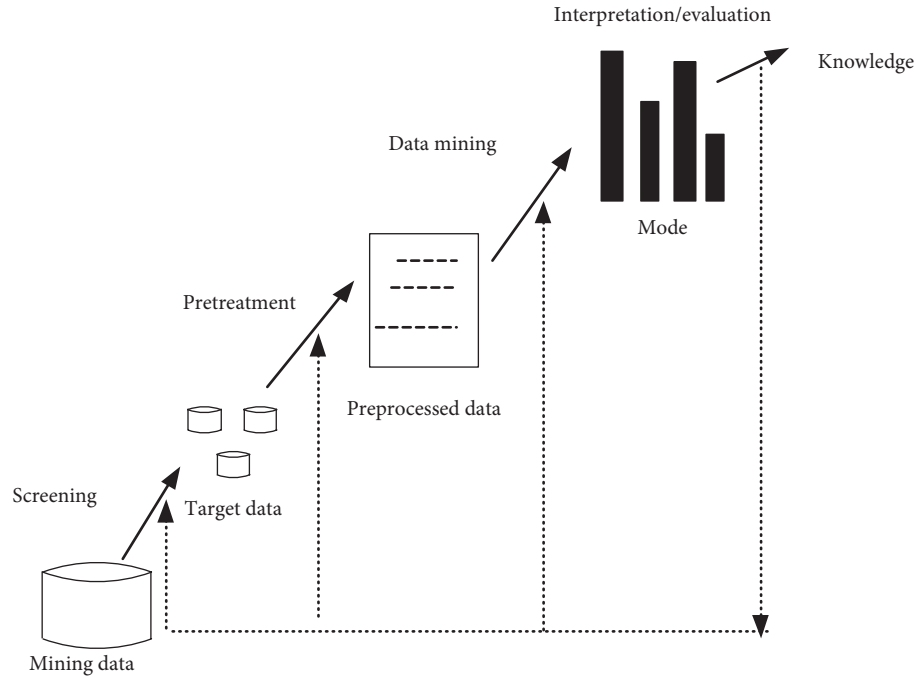 Interpretation/evaluation
Knowledge
Data mining
Mode
Pretreatment
Preprocessed data
Screening
Target data
Mining data